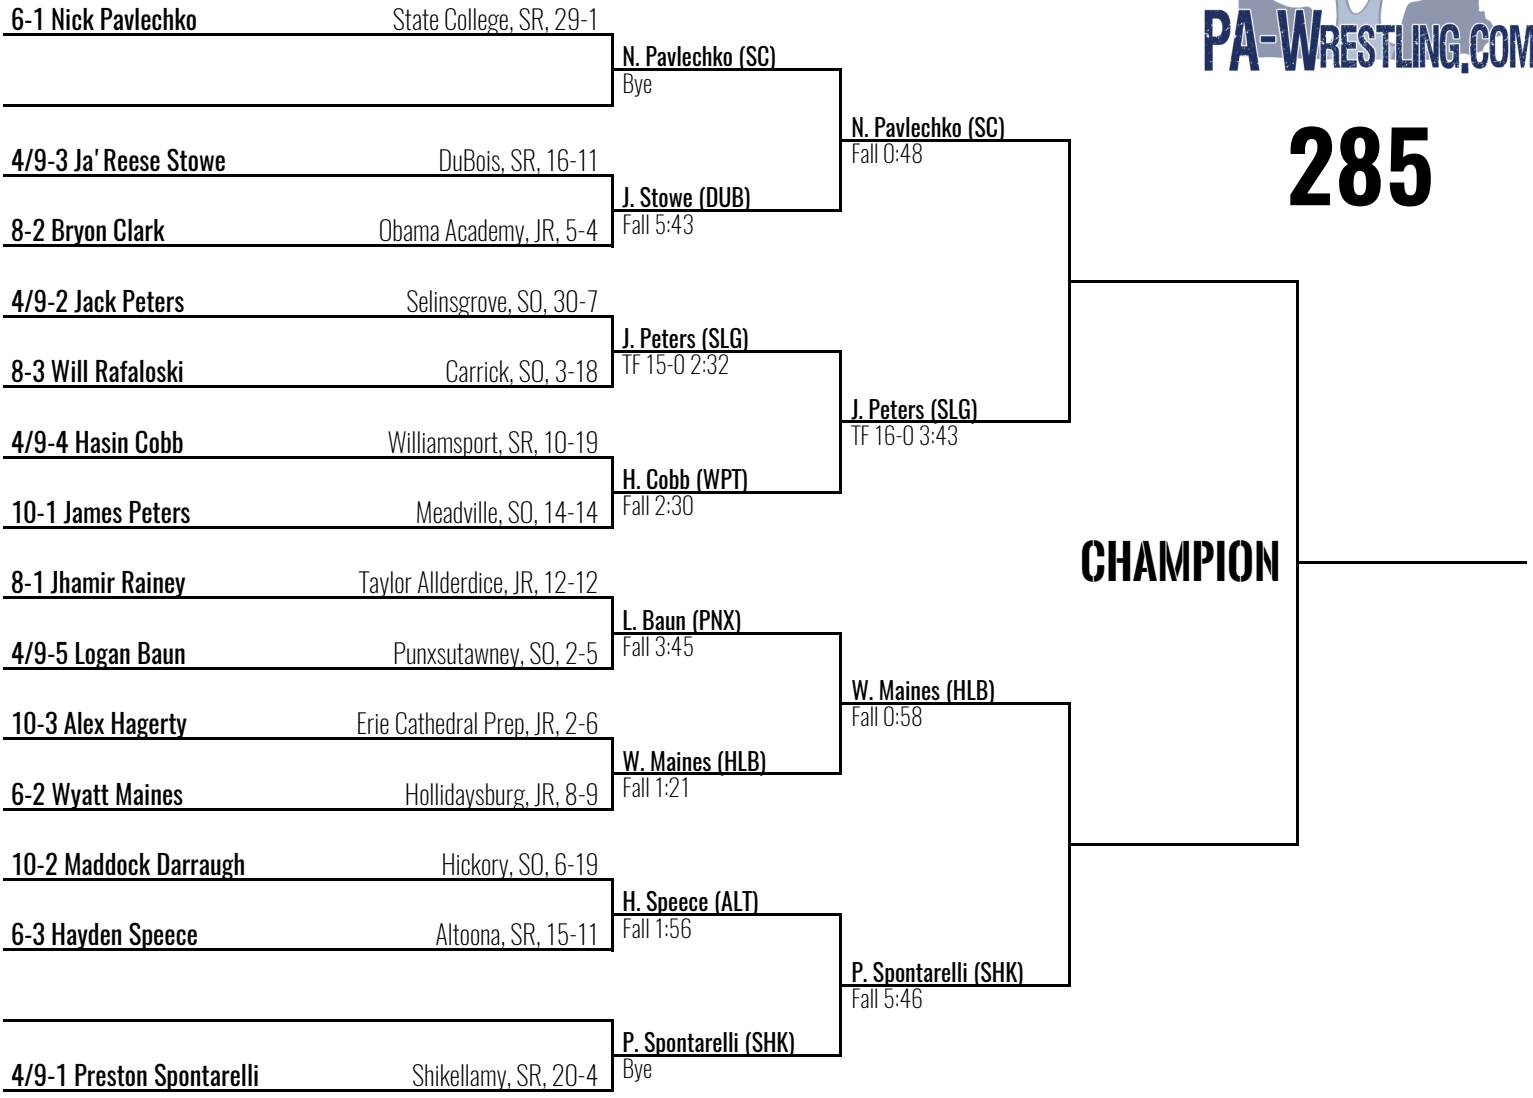 6-1 Nick Pavlechko State College, SR, 29-1
N. Pavlechko (SC)
Bye
PA-WRESTLING.COM
N. Pavlechko (SC)
Fall 0:48
285
4/9-3 Ja'Reese Stowe DuBois, SR, 16-11
J. Stowe (DUB)
Fall 5:43
8-2 Bryon Clark Obama Academy, JR, 5-4
4/9-2 Jack Peters Selinsgrove, SO, 30-7
J. Peters (SLG)
TF 15-0 2:32
8-3 Will Rafaloski Carrick, SO, 3-18
J. Peters (SLG)
TF 16-0 3:43
4/9-4 Hasin Cobb Williamsport, SR, 10-19
H. Cobb (WPT)
Fall 2:30
10-1 James Peters Meadville, SO, 14-14
CHAMPION
8-1 Jhamir Rainey Taylor Allderdice, JR, 12-12
L. Baun (PNX)
Fall 3:45
4/9-5 Logan Baun Punxsutawney, SO, 2-5
W. Maines (HLB)
Fall 0:58
10-3 Alex Hagerty Erie Cathedral Prep, JR, 2-6
W. Maines (HLB)
Fall 1:21
6-2 Wyatt Maines Hollidaysburg, JR, 8-9
10-2 Maddock Darraugh Hickory, SO, 6-19
H. Speece (ALT)
Fall 1:56
6-3 Hayden Speece Altoona, SR, 15-11
P. Spontarelli (SHK)
Fall 5:46
P. Spontarelli (SHK)
Bye
4/9-1 Preston Spontarelli Shikellamy, SR, 20-4